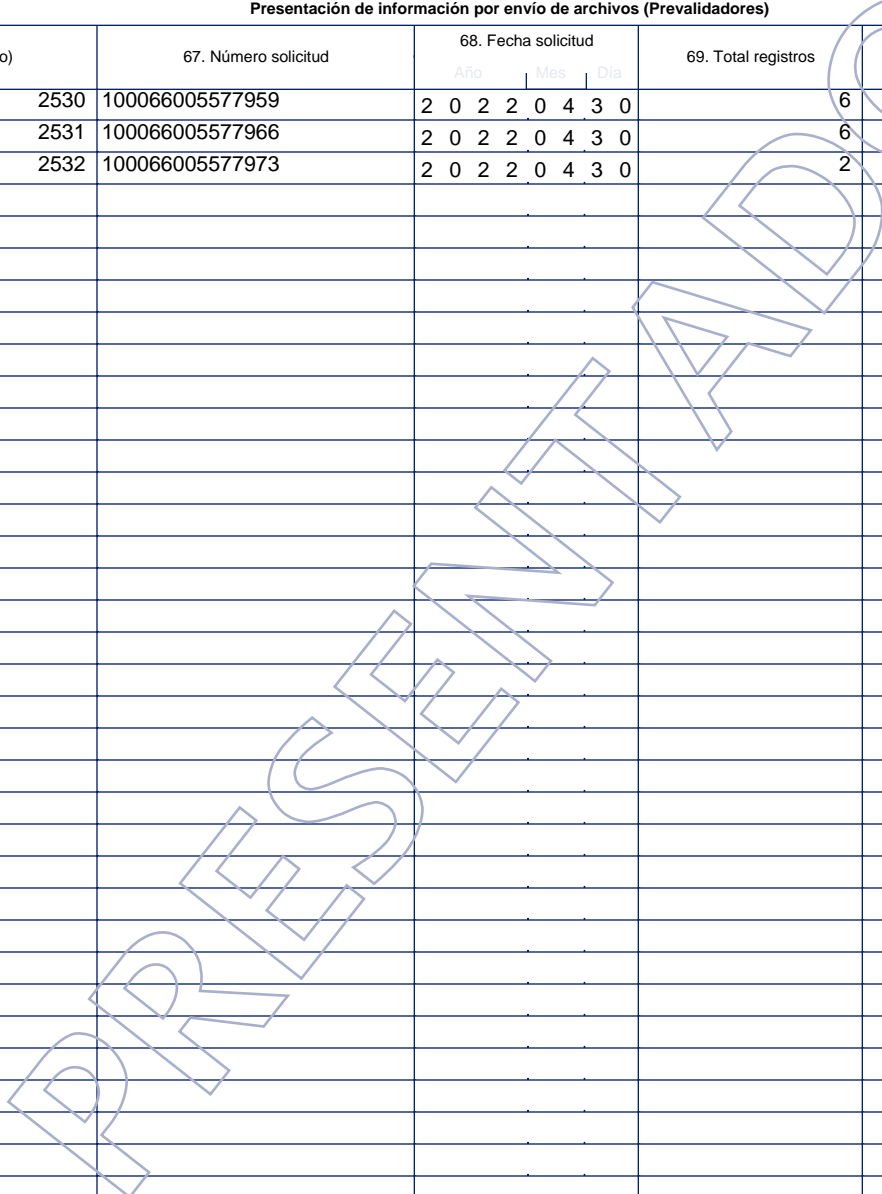 Presentación de información por envío de archivos (Prevalidadores)
o) 67. Número solicitud 68. Fecha solicitud 69. Total registros
Año Mes Día
2530 100066005577959 2 0 2 2 0 4 3 0 6
2531 100066005577966 2 0 2 2 0 4 3 0 6
2532 100066005577973 2 0 2 2 0 4 3 0 2
PRESENTADO